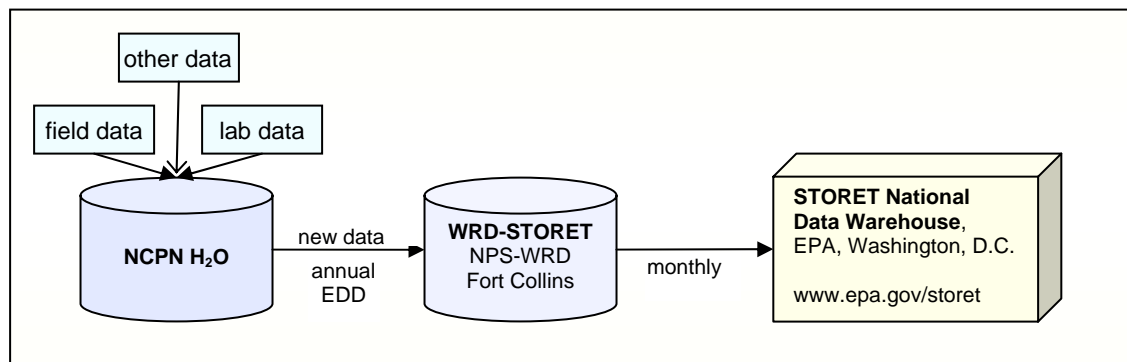 other data
field data
lab data
NCPN H₂O
new data
annual
EDD
WRD-STORET
NPS-WRD
Fort Collins
monthly
STORET National
Data Warehouse,
EPA, Washington, D.C.
www.epa.gov/storet